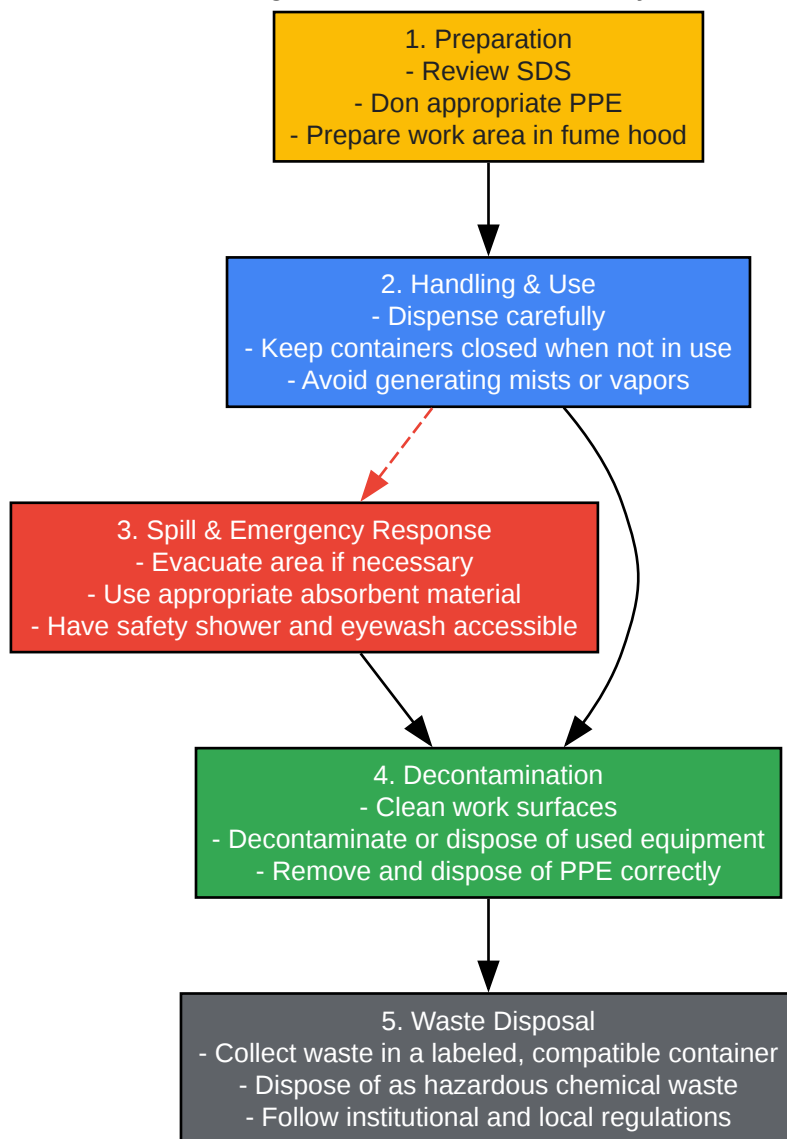 1. Preparation
- Review SDS
- Don appropriate PPE
- Prepare work area in fume hood
2. Handling & Use
- Dispense carefully
- Keep containers closed when not in use
- Avoid generating mists or vapors
3. Spill & Emergency Response
- Evacuate area if necessary
- Use appropriate absorbent material
- Have safety shower and eyewash accessible
4. Decontamination
- Clean work surfaces
- Decontaminate or dispose of used equipment
- Remove and dispose of PPE correctly
5. Waste Disposal
- Collect waste in a labeled, compatible container
- Dispose of as hazardous chemical waste
- Follow institutional and local regulations